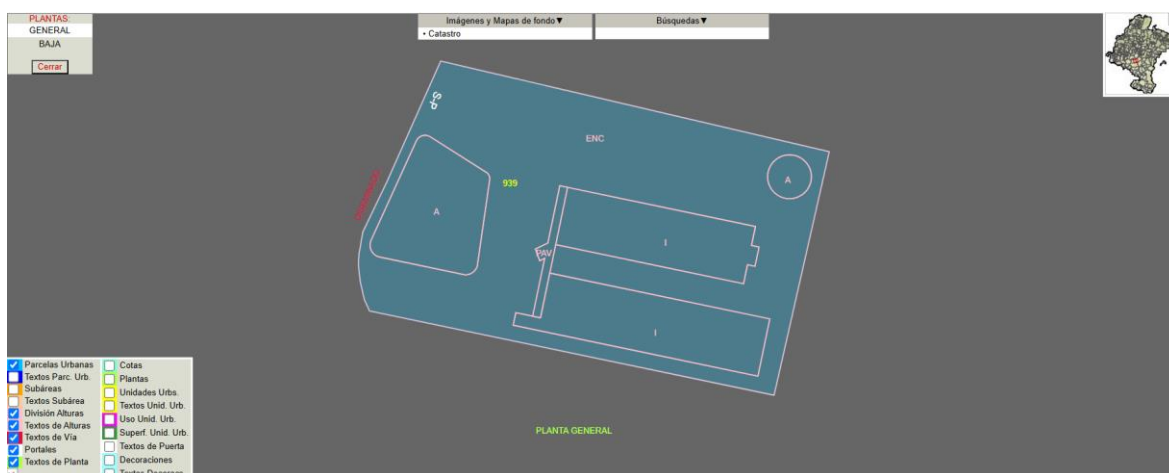 PLANTAS:
GENERAL
BAJA
Cerrar
Imágenes y Mapas de fondo▼
Búsquedas▼
• Catastro
S-P
ENC
939
A
A
I
PAV
I
PLANTA GENERAL
Parcelas Urbanas
Textos Parc. Urb.
Subáreas
Textos Subárea
División Alturas
Textos de Alturas
Textos de Vía
Portales
Textos de Planta
Cotas
Plantas
Unidades Urbs.
Textos Unid. Urb.
Uso Unid. Urb.
Superf. Unid. Urb.
Textos de Puerta
Decoraciones